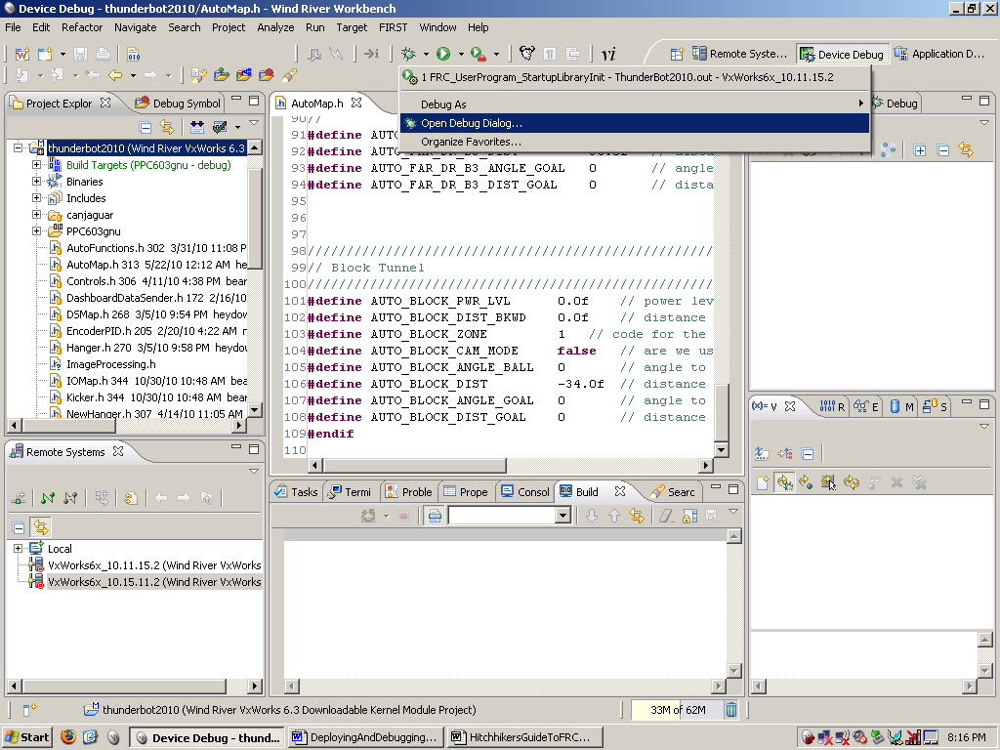 Device Debug - thunderbot2010/AutoMap.h - Wind River Workbench
File Edit Refactor Navigate Search Project Analyze Run Target FIRST Window Help
Remote Syste... Device Debug Application D...
1 FRC_UserProgram_StartupLibraryInit - ThunderBot2010.out - VxWorks6x_10.11.15.2
Debug As
Open Debug Dialog...
Organize Favorites...
Project Explor Debug Symbol
thunderbot2010 (Wind River VxWorks 6.3
Build Targets (PPC603gnu - debug)
Binaries
Includes
canjaguar
PPC603gnu
AutoFunctions.h 302 3/31/10 11:08 P
AutoMap.h 313 5/22/10 12:12 AM he
Controls.h 306 4/11/10 4:38 PM bear
DashboardDataSender.h 172 2/16/10
DSMap.h 268 3/5/10 9:54 PM heydow
EncoderPID.h 205 2/20/10 4:22 AM n
Hanger.h 270 3/5/10 9:58 PM heydou
ImageProcessing.h
IOMap.h 344 10/30/10 10:48 AM bea
Kicker.h 344 10/30/10 10:48 AM bear
NewHanger.h 307 4/14/10 11:05 AM
AutoMap.h
90 //
91 #define AUTO
92 #define AUTO_FAR_DR_B3_DIST
93 #define AUTO_FAR_DR_B3_ANGLE_GOAL 0 // angle
94 #define AUTO_FAR_DR_B3_DIST_GOAL 0 // dista
95
96
97
98 ////////////////////////////////////////////////////
99 // Block Tunnel
100 ////////////////////////////////////////////////////
101 #define AUTO_BLOCK_PWR_LVL 0.0f // power lev
102 #define AUTO_BLOCK_DIST_BKWD 0.0f // distance
103 #define AUTO_BLOCK_ZONE 1 // code for the
104 #define AUTO_BLOCK_CAM_MODE false // are we us
105 #define AUTO_BLOCK_ANGLE_BALL 0 // angle to
106 #define AUTO_BLOCK_DIST -34.0f // distance
107 #define AUTO_BLOCK_ANGLE_GOAL 0 // angle to
108 #define AUTO_BLOCK_DIST_GOAL 0 // distance
109 #endif
110
Debug
(x)= V R E M S
Remote Systems
Local
VxWorks6x_10.11.15.2 (Wind River VxWorks
VxWorks6x_10.15.11.2 (Wind River VxWorks
Tasks Termi Proble Prope Consol Build Searc
thunderbot2010 (Wind River VxWorks 6.3 Downloadable Kernel Module Project)
33M of 62M
Start Device Debug - thund... DeployingAndDebugging... HitchhikersGuideToFRC... 8:16 PM